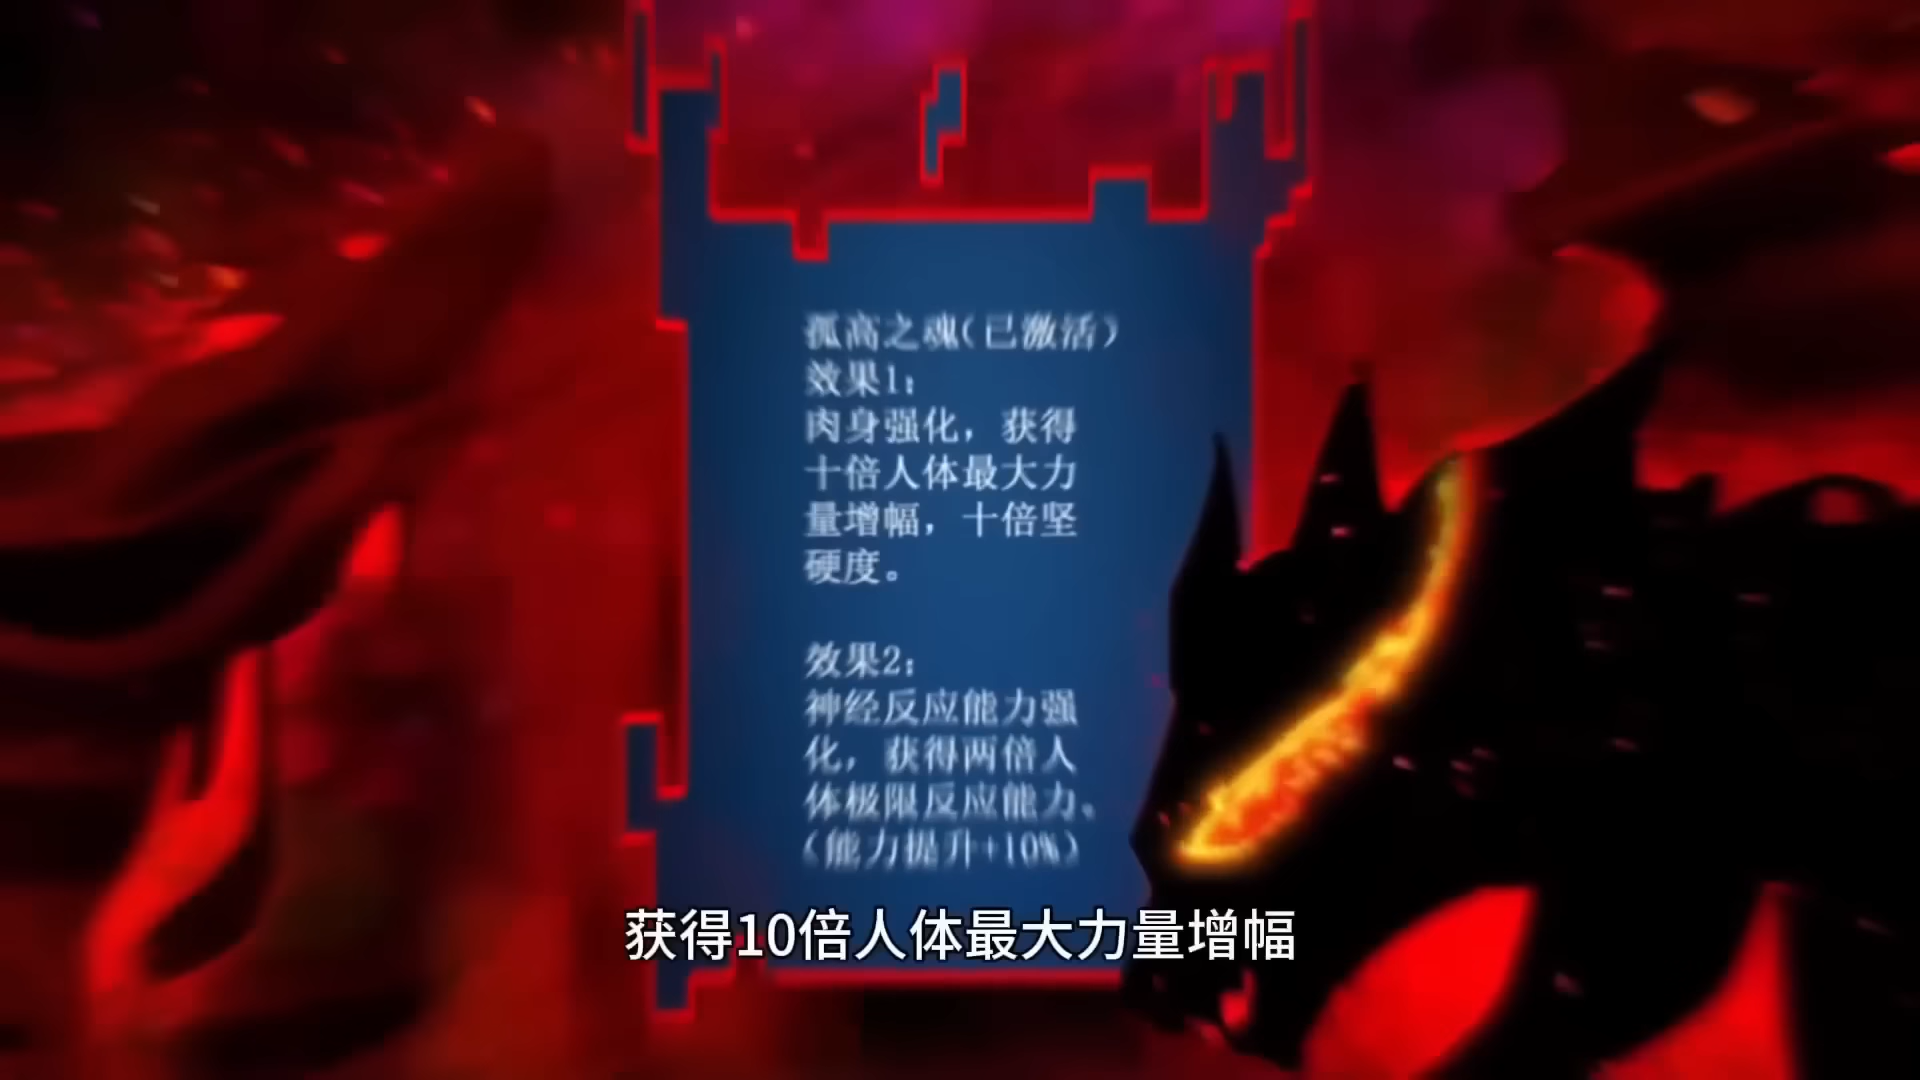 孤高之魂(已激活)
效果1:
肉身强化，获得
十倍人体最大力
量增幅，十倍坚
硬度。
效果2:
神经反应能力强
化，获得两倍人
体极限反应能力。
(能力提升+10%)
获得10倍人体最大力量增幅